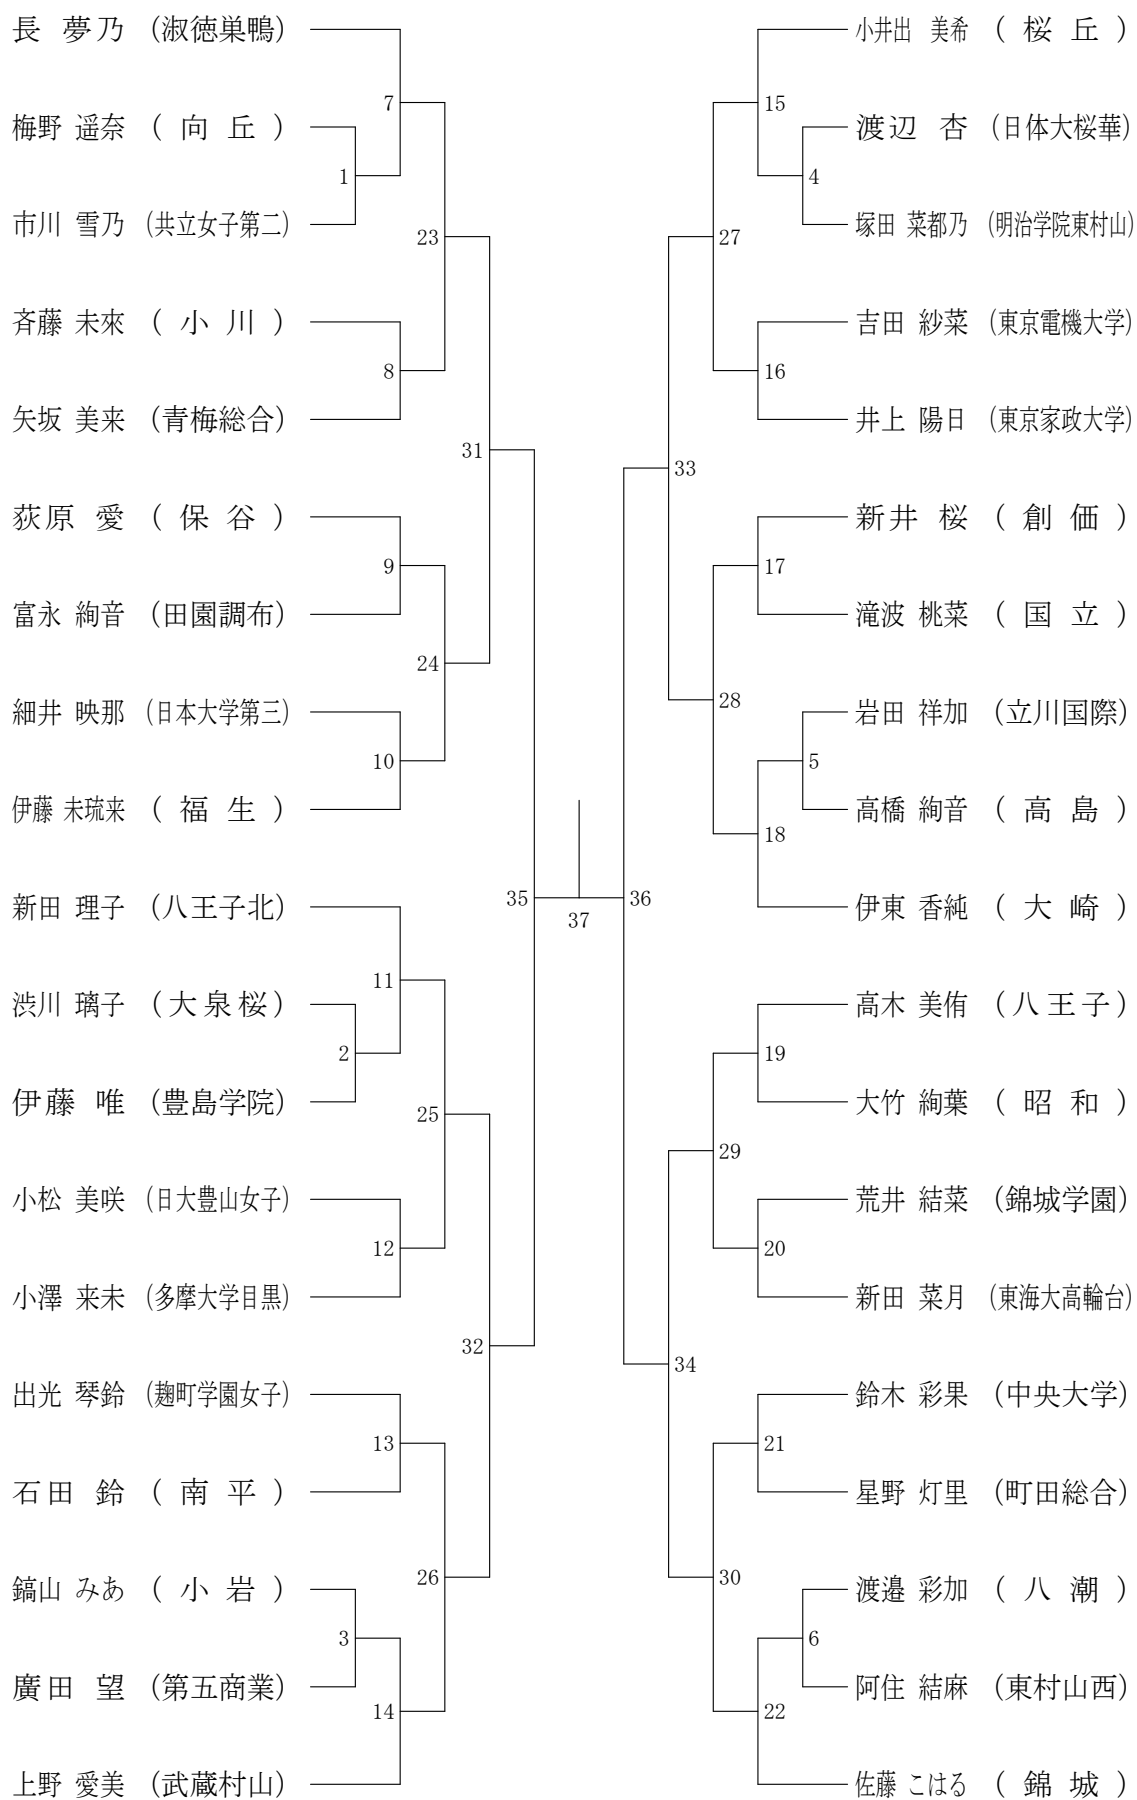 長 夢乃 (淑徳巣鴨)
7
梅野 遥奈 (向丘)
1
市川 雪乃 (共立女子第二)
23
斉藤 未來 (小川)
8
矢坂 美来 (青梅総合)
31
荻原 愛 (保谷)
9
富永 絢音 (田園調布)
24
細井 映那 (日本大学第三)
10
伊藤 未琉来 (福生)
35
新田 理子 (八王子北)
11
渋川 璃子 (大泉桜)
2
伊藤 唯 (豊島学院)
25
小松 美咲 (日大豊山女子)
12
小澤 来未 (多摩大学目黒)
32
出光 琴鈴 (麹町学園女子)
13
石田 鈴 (南平)
26
鎬山 みあ (小岩)
3
廣田 望 (第五商業)
14
上野 愛美 (武蔵村山)
37
小井出 美希 (桜丘)
15
渡辺 杏 (日体大桜華)
4
塚田 菜都乃 (明治学院東村山)
27
吉田 紗菜 (東京電機大学)
16
井上 陽日 (東京家政大学)
33
新井 桜 (創価)
17
滝波 桃菜 (国立)
28
岩田 祥加 (立川国際)
5
高橋 絢音 (高島)
18
伊東 香純 (大崎)
36
高木 美侑 (八王子)
19
大竹 絢葉 (昭和)
29
荒井 結菜 (錦城学園)
20
新田 菜月 (東海大高輪台)
34
鈴木 彩果 (中央大学)
21
星野 灯里 (町田総合)
30
渡邉 彩加 (八潮)
6
阿住 結麻 (東村山西)
22
佐藤 こはる (錦城)